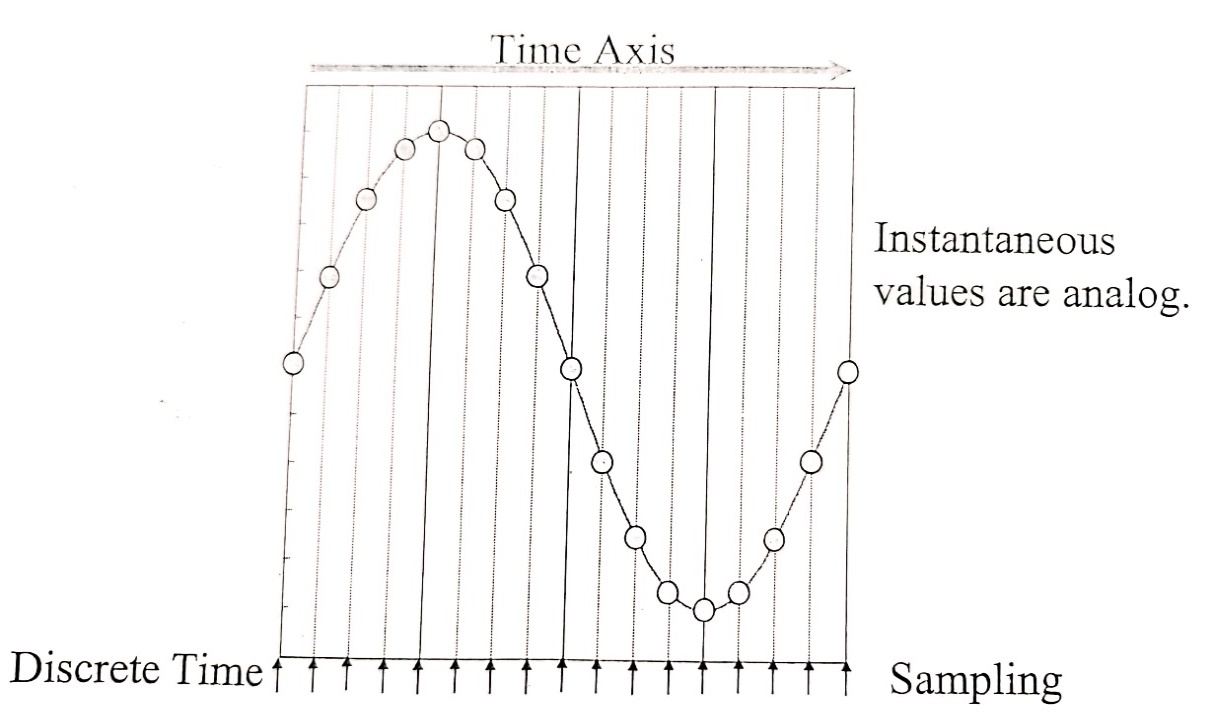 Time Axis
Instantaneous
values are analog.
Discrete Time
Sampling